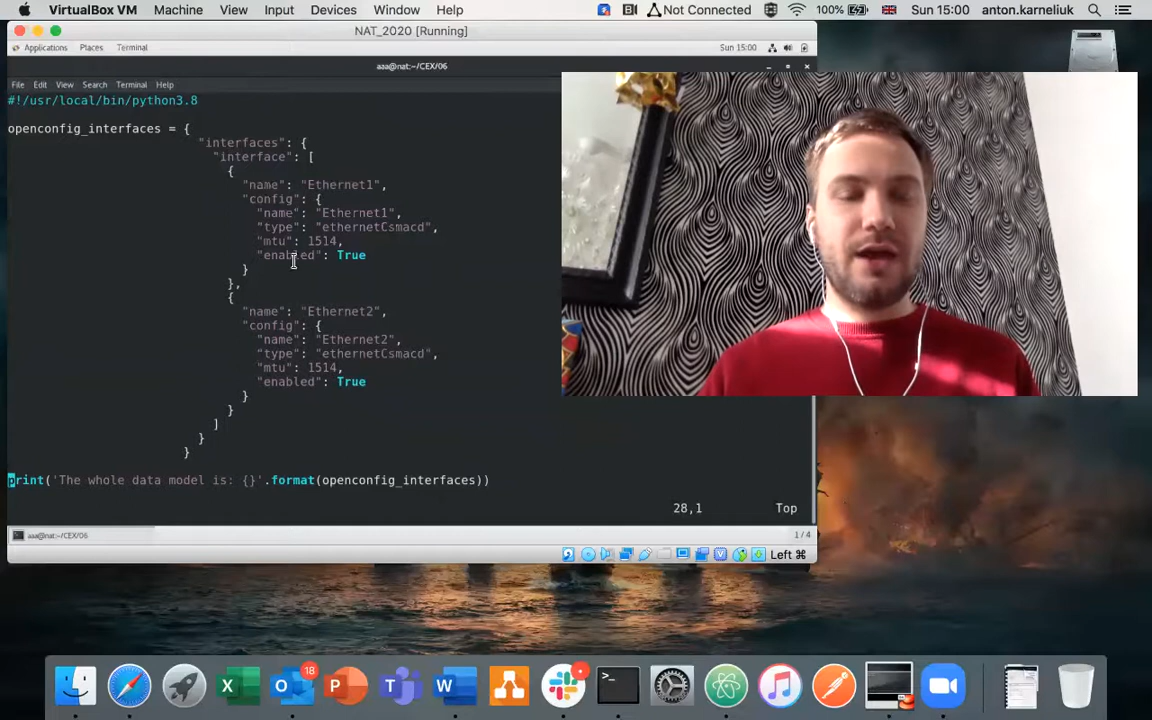 VirtualBox VM Machine View Input Devices Window Help Not Connected 100% Sun 15:00 anton.karneliuk
NAT_2020 [Running]
Applications Places Terminal Sun 15:00
aaa@nat:~/CEX/06
File Edit View Search Terminal Help
#!/usr/local/bin/python3.8
openconfig_interfaces = {
"interfaces": {
"interface": [
{
"name": "Ethernet1",
"config": {
"name": "Ethernet1",
"type": "ethernetCsmacd",
"mtu": 1514,
"enabled": True
}
},
{
"name": "Ethernet2",
"config": {
"name": "Ethernet2",
"type": "ethernetCsmacd",
"mtu": 1514,
"enabled": True
}
}
]
}
}
print('The whole data model is: {}'.format(openconfig_interfaces))
28,1 Top
aaa@nat:~/CEX/06 1 / 4
Left ⌘
18